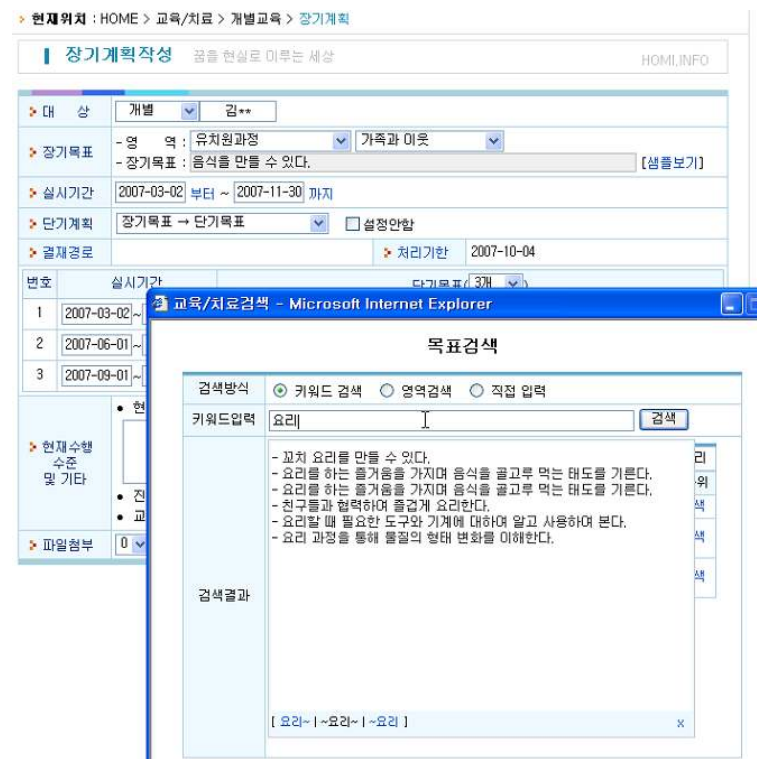 현재위치 : HOME > 교육/치료 > 개별교육 > 장기계획
장기계획작성 꿈을 현실로 이루는 세상 HOMI.INFO
대 상 개별 김**
장기목표 - 영 역 : 유치원과정 가족과 이웃
- 장기목표 : 음식을 만들 수 있다. [샘플보기]
실시기간 2007-03-02 부터 ~ 2007-11-30 까지
단기계획 장기목표 → 단기목표 설정안함
결재경로 처리기한 2007-10-04
번호 실시기간 단기목표( 3개 )
1 2007-03-02 ~
2 2007-06-01 ~
3 2007-09-01 ~
현재수행
수준
및 기타
• 현
• 진
• 교
파일첨부 0
교육/치료검색 - Microsoft Internet Explorer
목표검색
검색방식 키워드 검색 영역검색 직접 입력
키워드입력 요리 검색
검색결과
- 꼬치 요리를 만들 수 있다.
- 요리를 하는 즐거움을 가지며 음식을 골고루 먹는 태도를 기른다.
- 요리를 하는 즐거움을 가지며 음식을 골고루 먹는 태도를 기른다.
- 친구들과 협력하여 즐겁게 요리한다.
- 요리할 때 필요한 도구와 기계에 대하여 알고 사용하여 본다.
- 요리 과정을 통해 물질의 형태 변화를 이해한다.
[ 요리~ | ~요리~ | ~요리 ] x
리
위
색
색
색